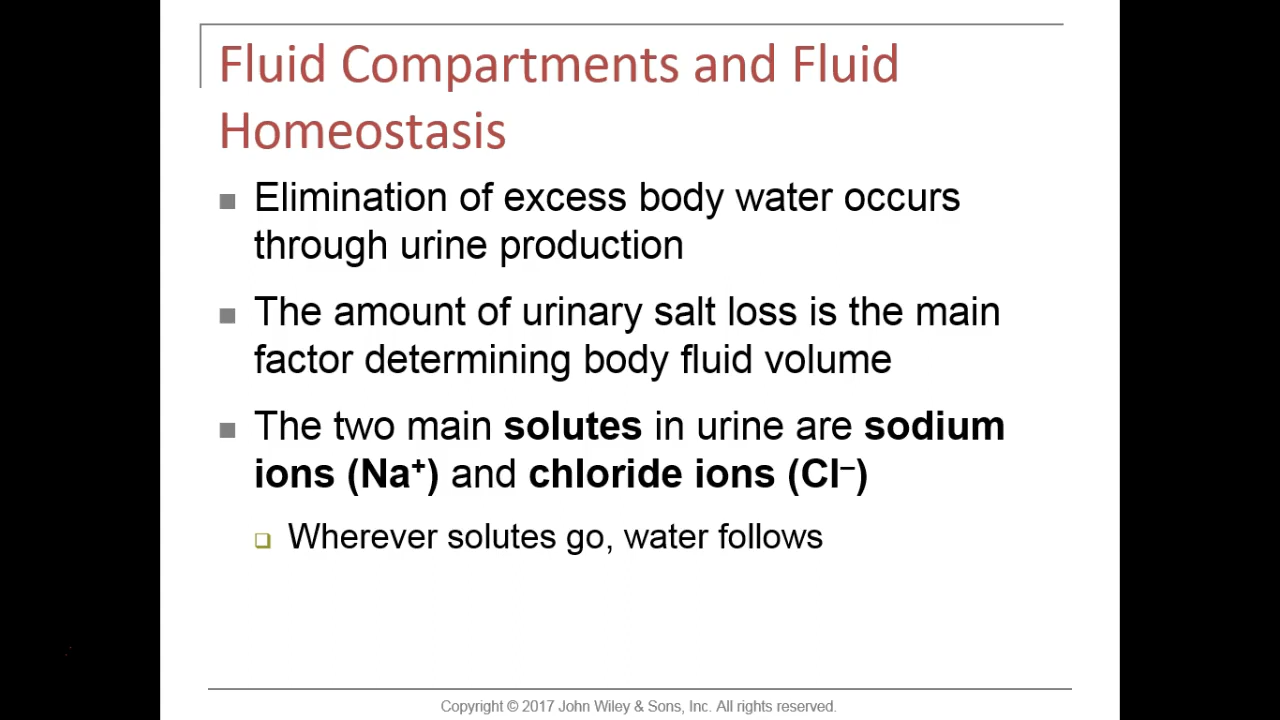 Fluid Compartments and Fluid
Homeostasis
Elimination of excess body water occurs
through urine production
The amount of urinary salt loss is the main
factor determining body fluid volume
The two main solutes in urine are sodium
ions (Na⁺) and chloride ions (Cl⁻)
Wherever solutes go, water follows
Copyright © 2017 John Wiley & Sons, Inc. All rights reserved.